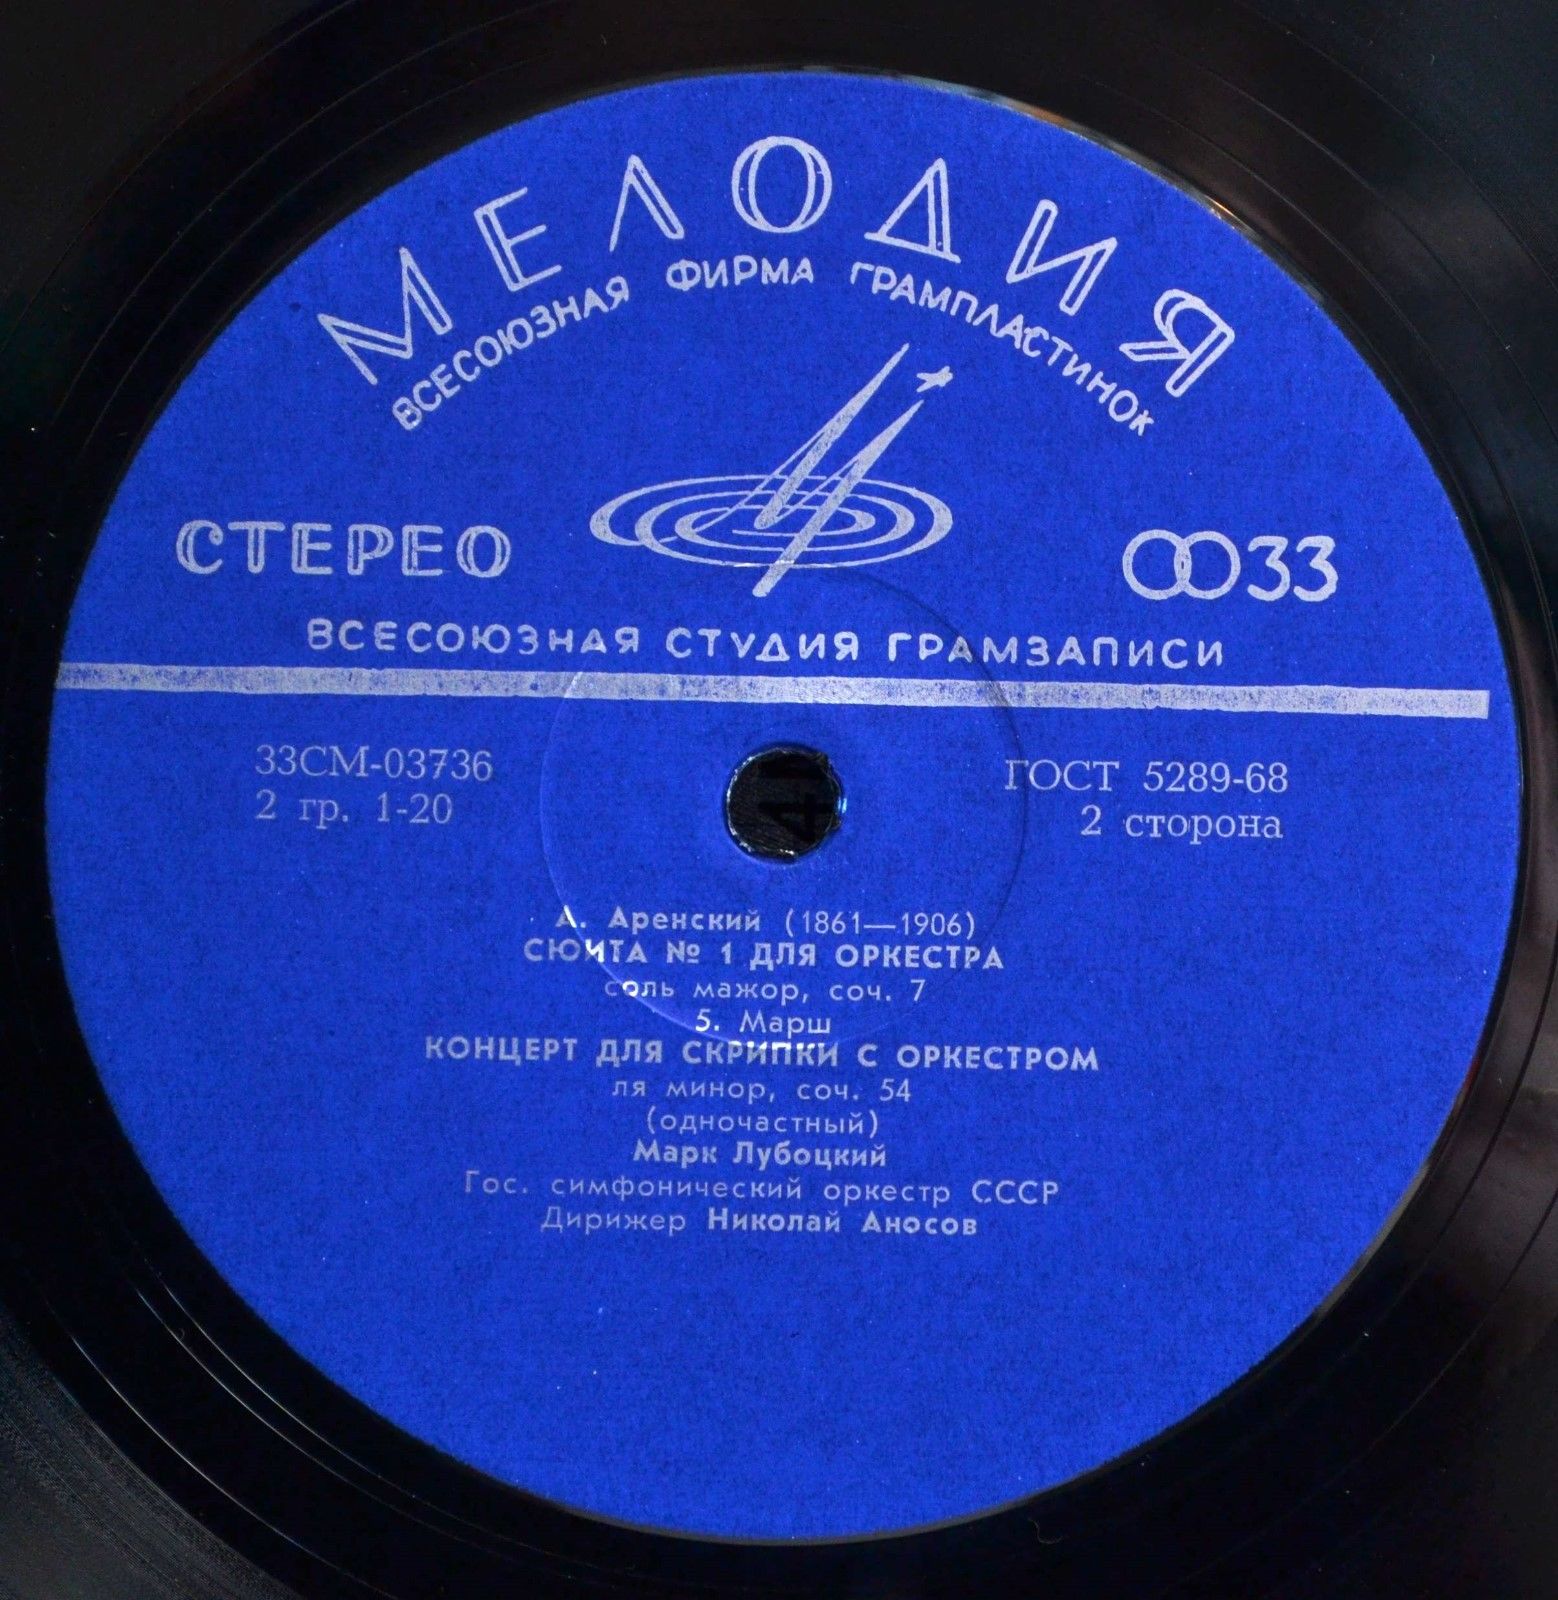 МЕЛОДИЯ
ВСЕСОЮЗНАЯ ФИРМА ГРАМПЛАСТИНОК
СТЕРЕО
33
ВСЕСОЮЗНАЯ СТУДИЯ ГРАМЗАПИСИ
33СМ-03736
ГОСТ 5289-68
2 гр. 1-20
2 сторона
А. Аренский (1861—1906)
СЮИТА № 1 ДЛЯ ОРКЕСТРА
соль мажор, соч. 7
5. Марш
КОНЦЕРТ ДЛЯ СКРИПКИ С ОРКЕСТРОМ
ля минор, соч. 54
(одночастный)
Марк Лубоцкий
Гос. симфонический оркестр СССР
Дирижер Николай Аносов